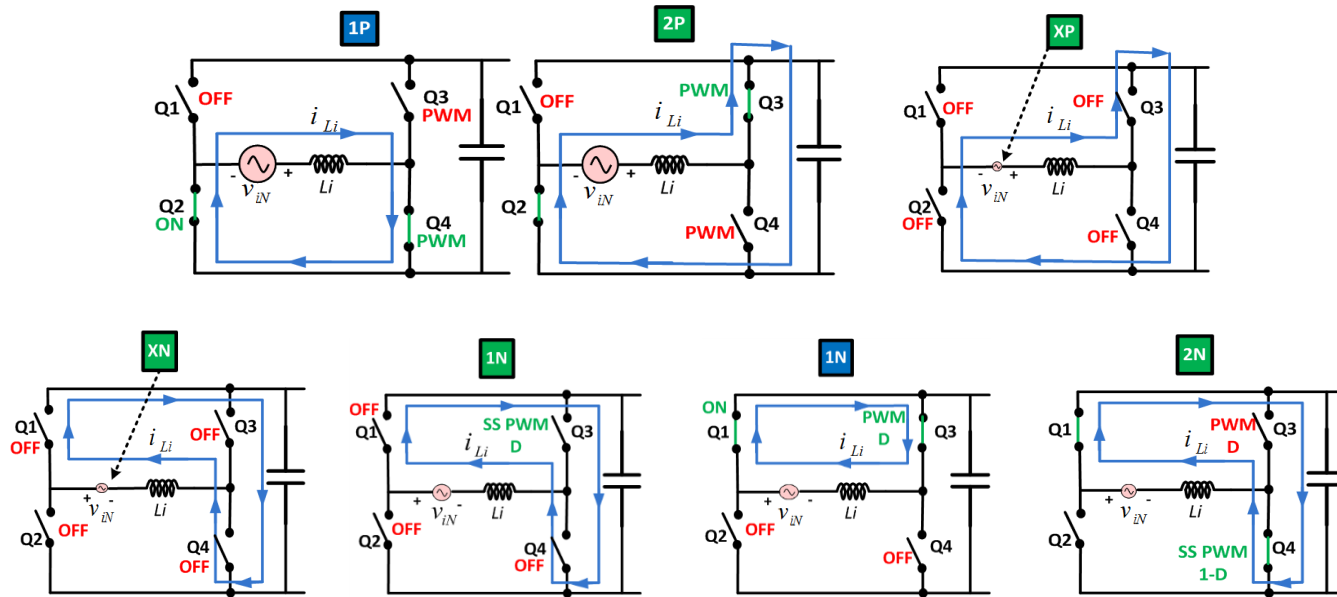 1P
Q1
OFF
Q3
PWM
i Li
- +
v iN
Li
Q2
ON
Q4
PWM
2P
Q1
OFF
PWM
Q3
i Li
- +
v iN
Li
Q2
PWM
Q4
XP
Q1
OFF
OFF
Q3
i Li
- +
v iN
Li
Q2
OFF
OFF
Q4
XN
Q1
OFF
OFF
Q3
i Li
+ -
v iN
Li
Q2
OFF
Q4
OFF
1N
OFF
Q1
SS PWM
D
Q3
i Li
+ -
v iN
Li
Q2
OFF
Q4
OFF
1N
ON
Q1
PWM
D
Q3
i Li
+ -
v iN
Li
Q2
OFF
OFF
Q4
2N
Q1
PWM
D
Q3
i Li
+ -
v iN
Li
Q2
SS PWM
1-D
Q4